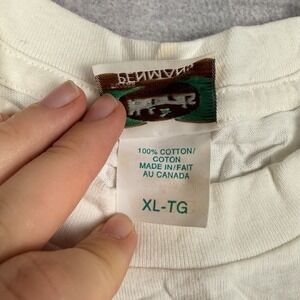 100% COTTON/
COTON
MADE IN/FAIT
AU CANADA
XL-TG